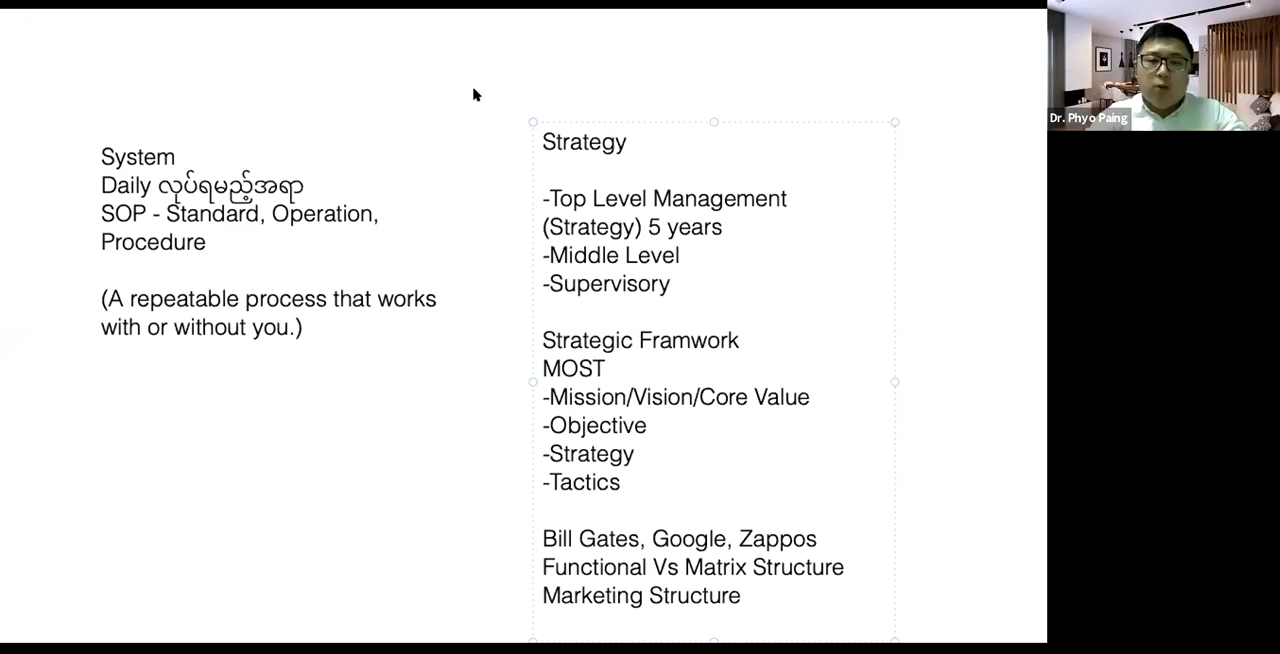 System
Daily လုပ်ရမည့်အရာ
SOP - Standard, Operation,
Procedure
(A repeatable process that works
with or without you.)
Strategy
-Top Level Management
(Strategy) 5 years
-Middle Level
-Supervisory
Strategic Framwork
MOST
-Mission/Vision/Core Value
-Objective
-Strategy
-Tactics
Bill Gates, Google, Zappos
Functional Vs Matrix Structure
Marketing Structure
Dr. Phyo Paing